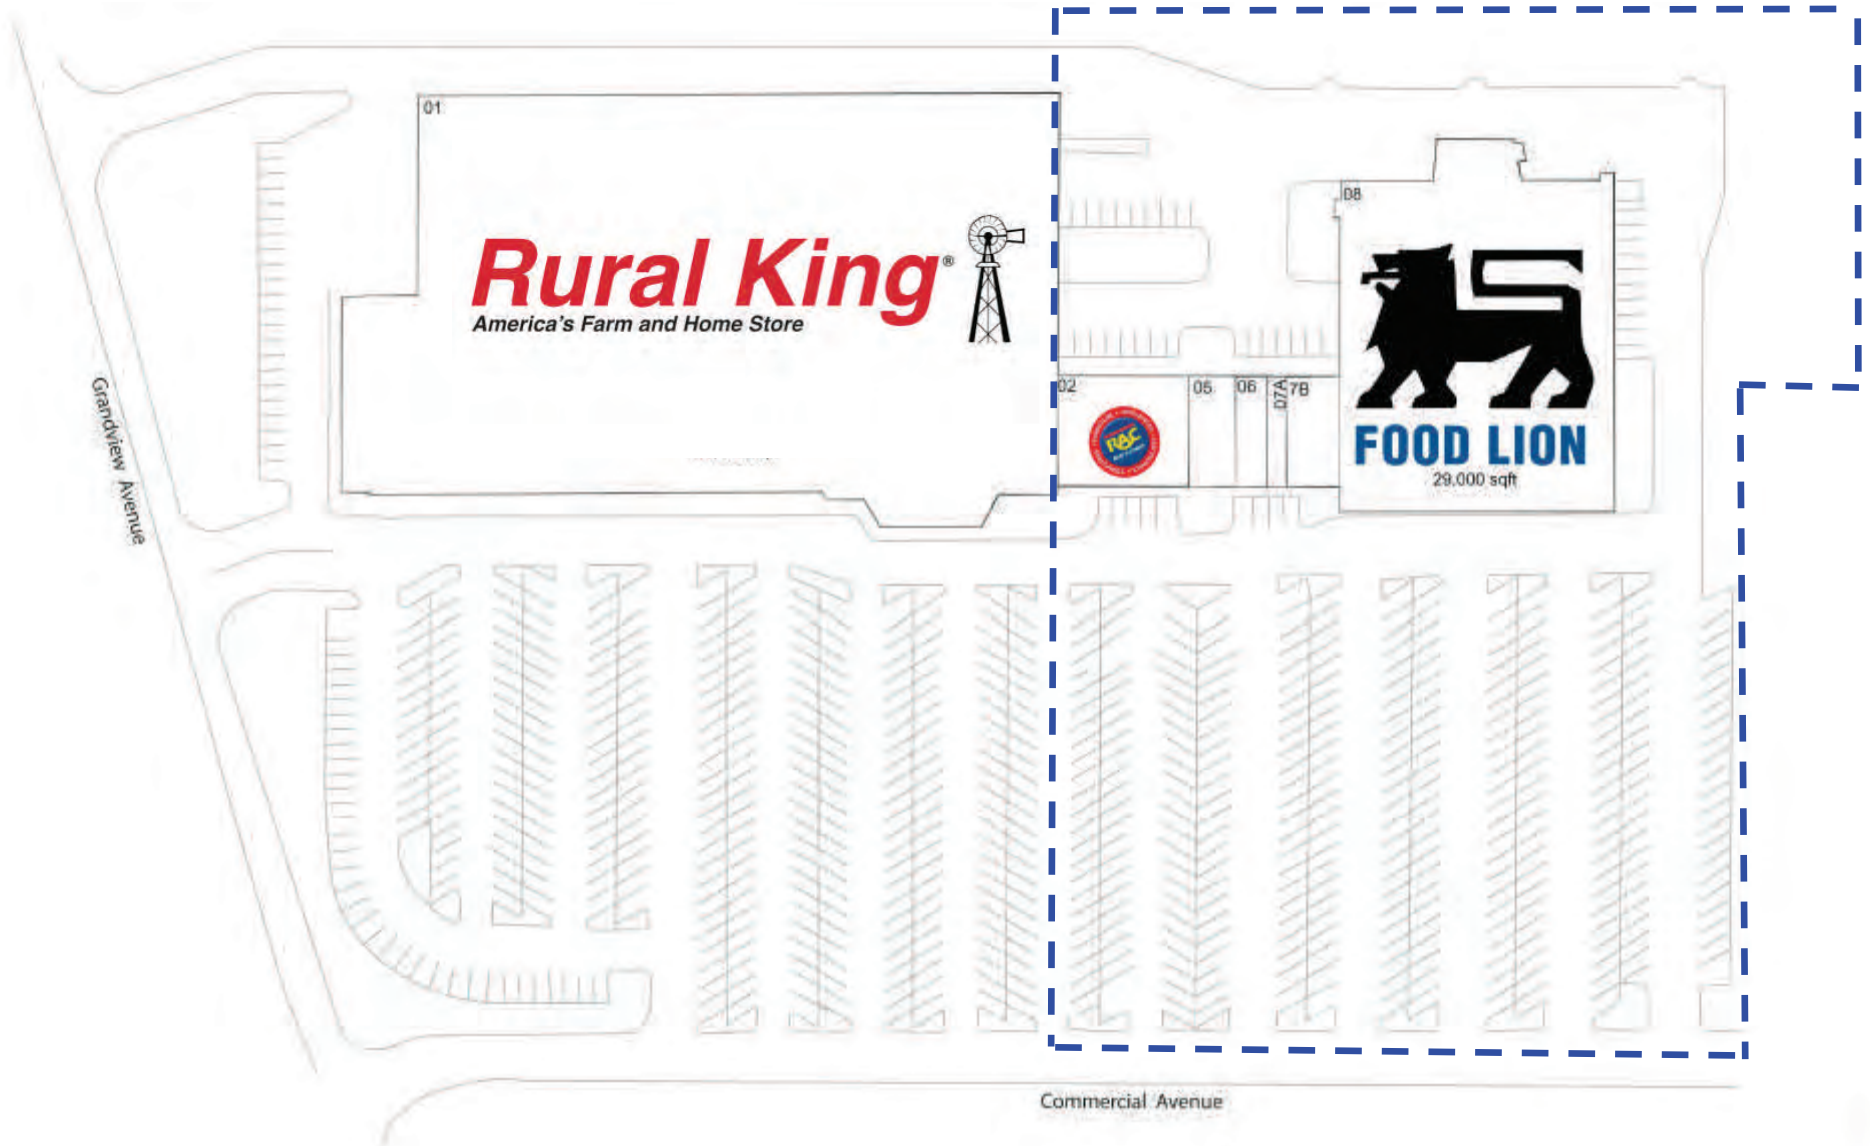 01
Rural King®
America's Farm and Home Store
08
02
05
06
07A
7B
RAC
FOOD LION
29.000 sqft
Grandview Avenue
Commercial Avenue